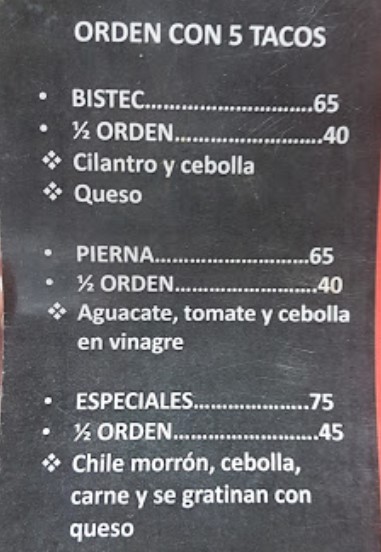 ORDEN CON 5 TACOS
• BISTEC..............................65
• ½ ORDEN..........................40
❖ Cilantro y cebolla
❖ Queso
• PIERNA............................65
• ½ ORDEN.........................40
❖ Aguacate, tomate y cebolla
en vinagre
• ESPECIALES.....................75
• ½ ORDEN..........................45
❖ Chile morrón, cebolla,
carne y se gratinan con
queso